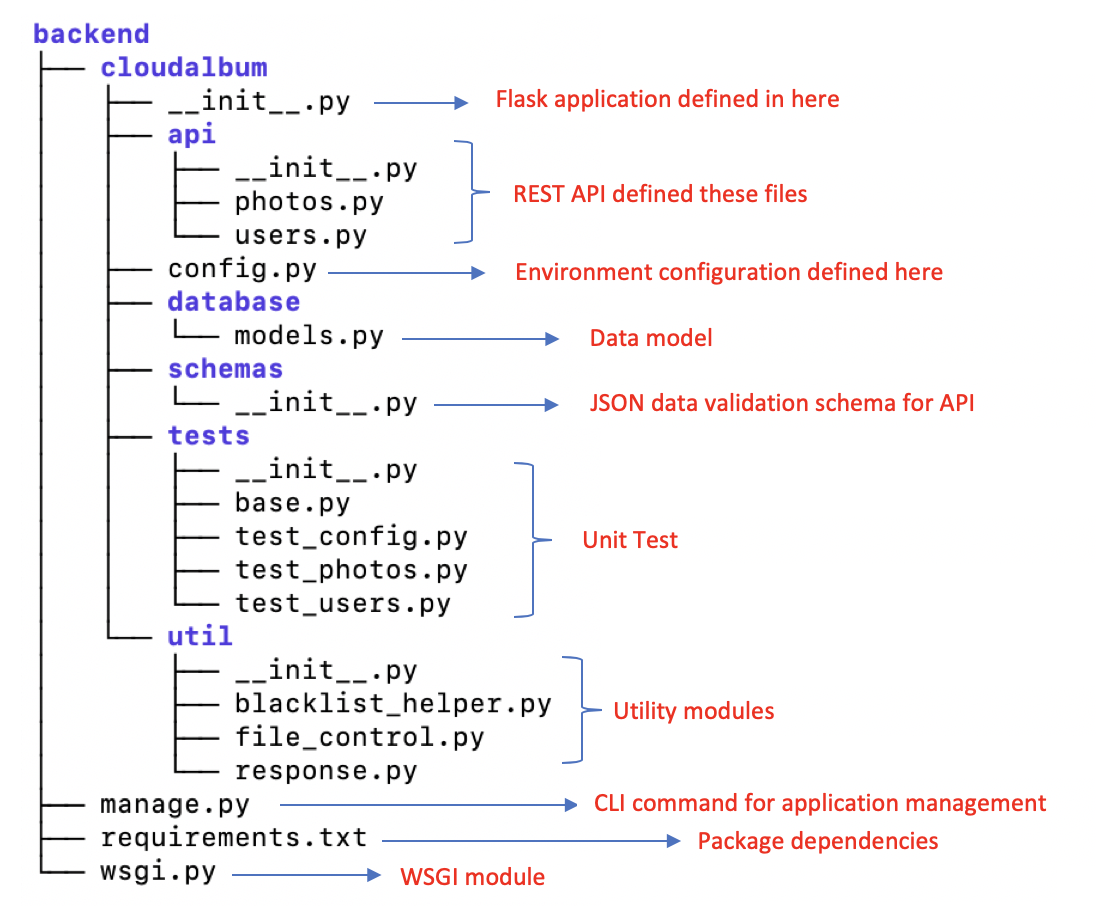 backend
cloudalbum
__init__.py Flask application defined in here
api
__init__.py
photos.py REST API defined these files
users.py
config.py Environment configuration defined here
database
models.py Data model
schemas
__init__.py JSON data validation schema for API
tests
__init__.py
base.py
test_config.py Unit Test
test_photos.py
test_users.py
util
__init__.py
blacklist_helper.py Utility modules
file_control.py
response.py
manage.py CLI command for application management
requirements.txt Package dependencies
wsgi.py WSGI module